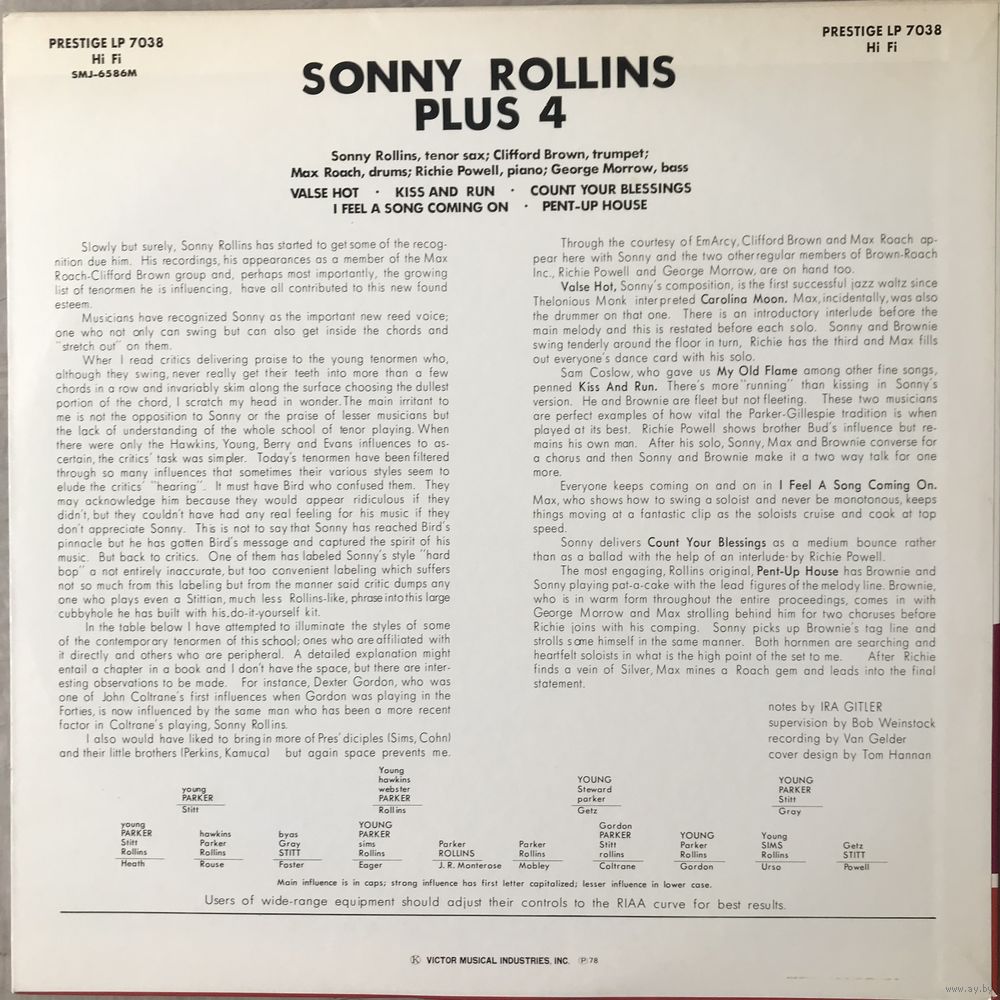 PRESTIGE LP 7038
Hi Fi
SMJ-6586M
PRESTIGE LP 7038
Hi Fi
SONNY ROLLINS
PLUS 4
Sonny Rollins, tenor sax; Clifford Brown, trumpet;
Max Roach, drums; Richie Powell, piano; George Morrow, bass
VALSE HOT · KISS AND RUN · COUNT YOUR BLESSINGS
I FEEL A SONG COMING ON · PENT-UP HOUSE
Slowly but surely, Sonny Rollins has started to get some of the recog-
nition due him. His recordings, his appearances as a member of the Max
Roach-Clifford Brown group and, perhaps most importantly, the growing
list of tenormen he is influencing, have all contributed to this new found
esteem.
Musicians have recognized Sonny as the important new reed voice;
one who not only can swing but can also get inside the chords and
"stretch out" on them.
Wher I read critics delivering praise to the young tenormen who,
although they swing, never really get their teeth into more than a few
chords in a row and invariably skim along the surface choosing the dullest
portion of the chord, I scratch my head in wonder. The main irritant to
me is not the opposition to Sonny or the praise of lesser musicians but
the lack of understanding of the whole school of tenor playing. When
there were only the Hawkins, Young, Berry and Evans influences to as-
certain, the critics' task was simpler. Today's tenormen have been filtered
through so many influences that sometimes their various styles seem to
elude the critics' "hearing". It must have Bird who confused them. They
may acknowledge him because they would appear ridiculous if they
didn't, but they couldn't have had any real feeling for his music if they
don't appreciate Sonny. This is not to say that Sonny has reached Bird's
pinnacle but he has gotten Bird's message and captured the spirit of his
music. But back to critics. One of them has labeled Sonny's style "hard
bop" a not entirely inaccurate, but too convenient labeling which suffers
not so much from this labeling but from the manner said critic dumps any
one who plays even a Stittian, much less Rollins-like, phrase into this large
cubbyhole he has built with his do-it-yourself kit.
In the table below I have attempted to illuminate the styles of some
of the contemporary tenormen of this school; ones who are affiliated with
it directly and others who are peripheral. A detailed explanation might
entail a chapter in a book and I don't have the space, but there are inter-
esting observations to be made. For instance, Dexter Gordon, who was
one of John Coltrane's first influences when Gordon was playing in the
Forties, is now influenced by the same man who has been a more recent
factor in Coltrane's playing, Sonny Rollins.
I also would have liked to bring in more of Pres' diciples (Sims, Cohn)
and their little brothers (Perkins, Kamuca) but again space prevents me.
Through the courtesy of EmArcy, Clifford Brown and Max Roach ap-
pear here with Sonny and the two other regular members of Brown-Roach
Inc., Richie Powell and George Morrow, are on hand too.
Valse Hot, Sonny's composition, is the first successful jazz waltz since
Thelonious Monk interpreted Carolina Moon. Max, incidentally, was also
the drummer on that one. There is an introductory interlude before the
main melody and this is restated before each solo. Sonny and Brownie
swing tenderly around the floor in turn, Richie has the third and Max fills
out everyone's dance card with his solo.
Sam Coslow, who gave us My Old Flame among other fine songs,
penned Kiss And Run. There's more "running" than kissing in Sonny's
version. He and Brownie are fleet but not fleeting. These two musicians
are perfect examples of how vital the Parker-Gillespie tradition is when
played at its best. Richie Powell shows brother Bud's influence but re-
mains his own man. After his solo, Sonny, Max and Brownie converse for
a chorus and then Sonny and Brownie make it a two way talk for one
more.
Everyone keeps coming on and on in I Feel A Song Coming On.
Max, who shows how to swing a soloist and never be monotonous, keeps
things moving at a fantastic clip as the soloists cruise and cook at top
speed.
Sonny delivers Count Your Blessings as a medium bounce rather
than as a ballad with the help of an interlude by Richie Powell.
The most engaging, Rollins original, Pent-Up House has Brownie and
Sonny playing pat-a-cake with the lead figures of the melody line. Brownie,
who is in warm form throughout the entire proceedings, comes in with
George Morrow and Max strolling behind him for two choruses before
Richie joins with his comping. Sonny picks up Brownie's tag line and
strolls some himself in the same manner. Both hornmen are searching and
heartfelt soloists in what is the high point of the set to me. After Richie
finds a vein of Silver, Max mines a Roach gem and leads into the final
statement.
notes by IRA GITLER
supervision by Bob Weinstock
recording by Van Gelder
cover design by Tom Hannan
young
PARKER
Stitt
Young
hawkins
webster
PARKER
Rollins
YOUNG
Steward
parker
Getz
YOUNG
PARKER
Stitt
Gray
young
PARKER
Stitt
Rollins
Heath
hawkins
Parker
Rollins
Rouse
byas
Gray
STITT
Foster
YOUNG
PARKER
sims
Rollins
Eager
Parker
ROLLINS
J. R. Monterose
Parker
Rollins
Mobley
Gordon
PARKER
Stitt
rollins
Coltrane
YOUNG
Parker
Rollins
Gordon
Young
SIMS
Rollins
Urso
Getz
STITT
Powell
Main influence is in caps; strong influence has first letter capitalized; lesser influence in lower case.
Users of wide-range equipment should adjust their controls to the RIAA curve for best results.
Ⓚ VICTOR MUSICAL INDUSTRIES, INC. Ⓟ 78
www.ay.by